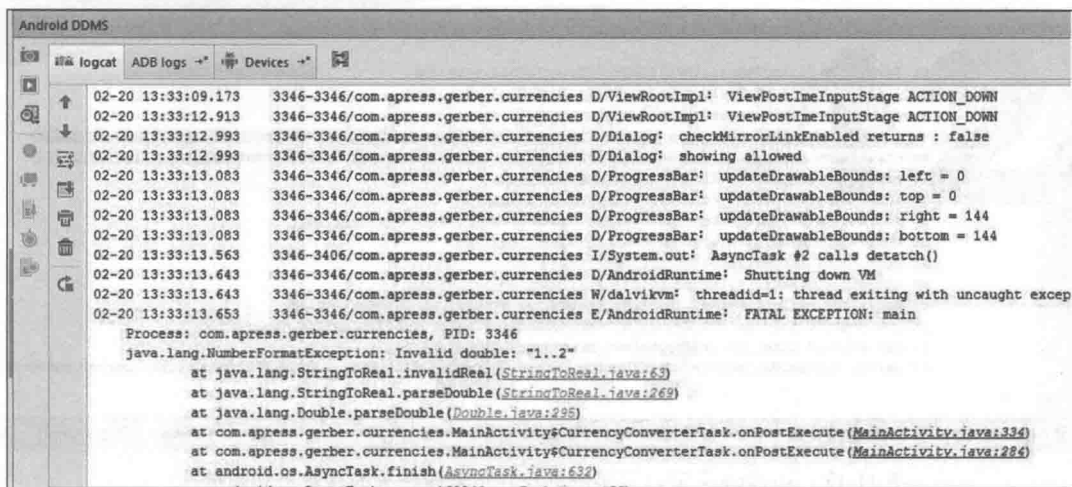 Android DDMS
logcat ADB logs Devices
02-20 13:33:09.173 3346-3346/com.apress.gerber.currencies D/ViewRootImpl: ViewPostImeInputStage ACTION_DOWN
02-20 13:33:12.913 3346-3346/com.apress.gerber.currencies D/ViewRootImpl: ViewPostImeInputStage ACTION_DOWN
02-20 13:33:12.993 3346-3346/com.apress.gerber.currencies D/Dialog: checkMirrorLinkEnabled returns : false
02-20 13:33:12.993 3346-3346/com.apress.gerber.currencies D/Dialog: showing allowed
02-20 13:33:13.083 3346-3346/com.apress.gerber.currencies D/ProgressBar: updateDrawableBounds: left = 0
02-20 13:33:13.083 3346-3346/com.apress.gerber.currencies D/ProgressBar: updateDrawableBounds: top = 0
02-20 13:33:13.083 3346-3346/com.apress.gerber.currencies D/ProgressBar: updateDrawableBounds: right = 144
02-20 13:33:13.083 3346-3346/com.apress.gerber.currencies D/ProgressBar: updateDrawableBounds: bottom = 144
02-20 13:33:13.563 3346-3406/com.apress.gerber.currencies I/System.out: AsyncTask #2 calls detatch()
02-20 13:33:13.643 3346-3346/com.apress.gerber.currencies D/AndroidRuntime: Shutting down VM
02-20 13:33:13.643 3346-3346/com.apress.gerber.currencies W/dalvikvm: threadid=1: thread exiting with uncaught excep
02-20 13:33:13.653 3346-3346/com.apress.gerber.currencies E/AndroidRuntime: FATAL EXCEPTION: main
Process: com.apress.gerber.currencies, PID: 3346
java.lang.NumberFormatException: Invalid double: "1..2"
at java.lang.StringToReal.invalidReal(StringToReal.java:63)
at java.lang.StringToReal.parseDouble(StringToReal.java:269)
at java.lang.Double.parseDouble(Double.java:295)
at com.apress.gerber.currencies.MainActivity$CurrencyConverterTask.onPostExecute(MainActivity.java:334)
at com.apress.gerber.currencies.MainActivity$CurrencyConverterTask.onPostExecute(MainActivity.java:284)
at android.os.AsyncTask.finish(AsyncTask.java:632)